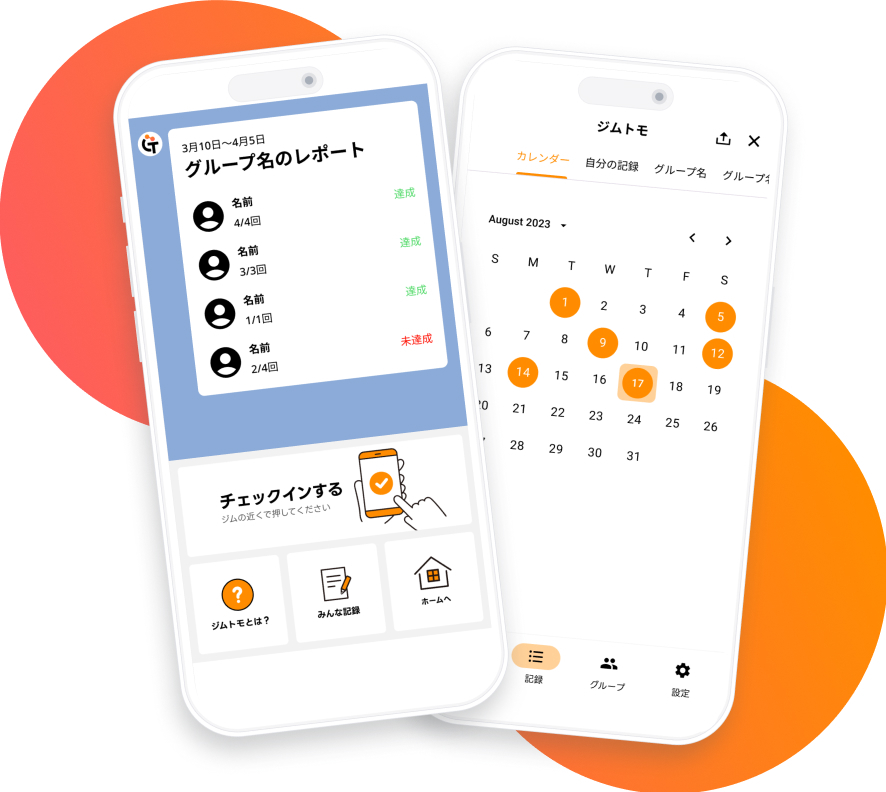 3月10日〜4月5日
グループ名のレポート
名前
4/4回
達成
名前
3/3回
達成
名前
1/1回
達成
名前
2/4回
未達成
チェックインする
ジムの近くで押してください
?
ジムトモとは?
みんな記録
ホームへ
ジムトモ
カレンダー 自分の記録 グループ名 グループ名
August 2023
S M T W T F S
1 2 3 4 5
6 7 8 9 10 11 12
13 14 15 16 17 18 19
20 21 22 23 24 25 26
28 29 30 31
記録 グループ 設定